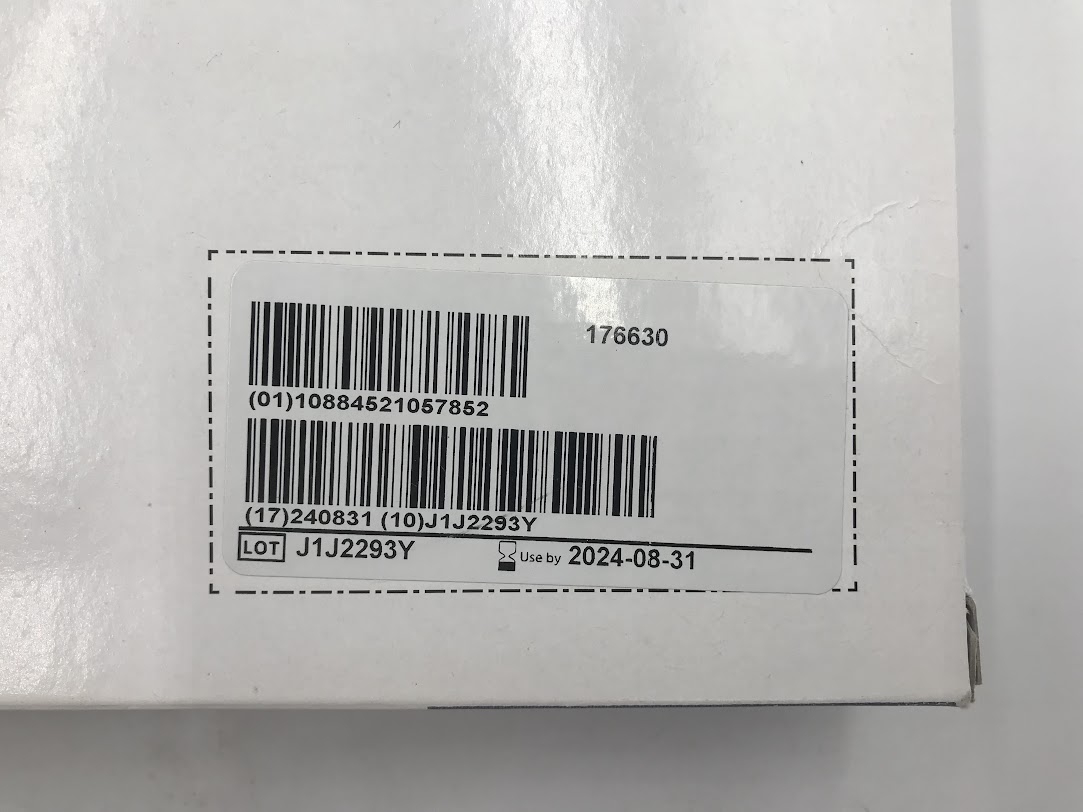 176630
(01)10884521057852
(17)240831 (10)J1J2293Y
LOT J1J2293Y Use by 2024-08-31